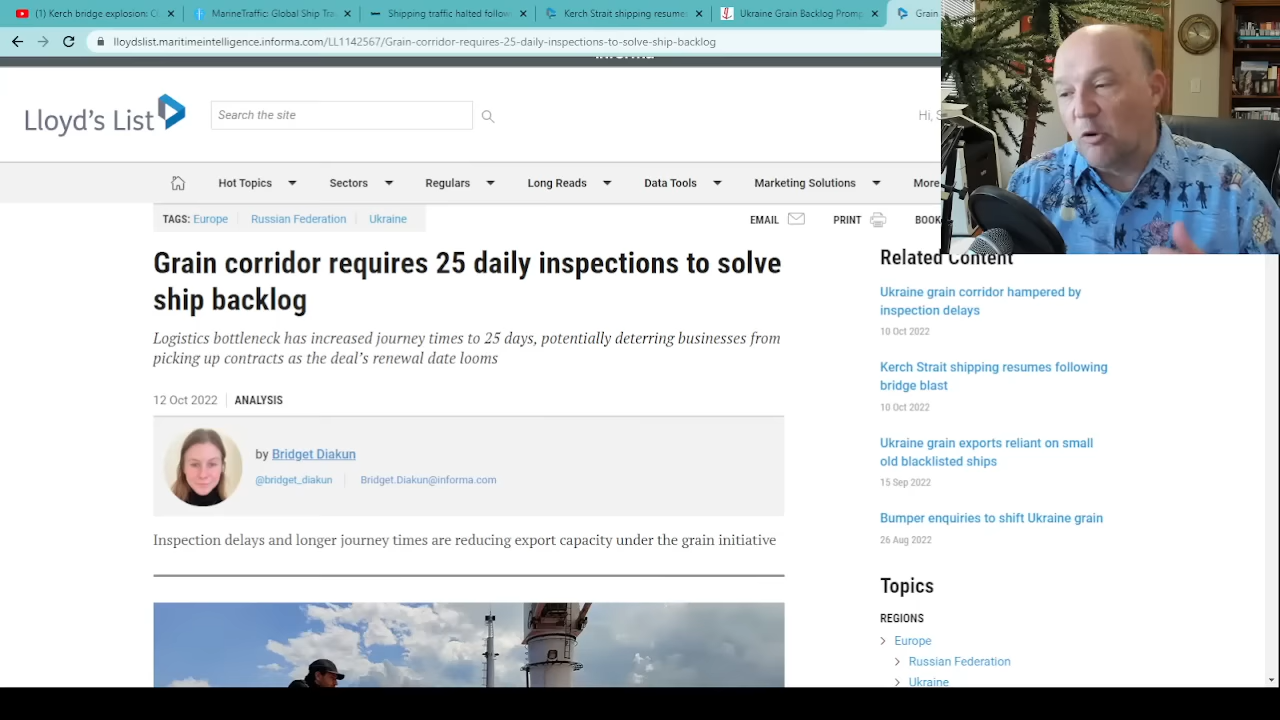 Kerch bridge explosion: C
MarineTraffic: Global Ship Tra
Shipping traffic halted follow
Kerch Strait shipping resume
Ukraine Grain Backlog Promp
Grain
lloydslist.maritimeintelligence.informa.com/LL1142567/Grain-corridor-requires-25-daily-inspections-to-solve-ship-backlog
informa
Lloyd's List
Search the site
Hi, S
Hot Topics
Sectors
Regulars
Long Reads
Data Tools
Marketing Solutions
More
TAGS: Europe Russian Federation Ukraine
EMAIL
PRINT
BOOK
Grain corridor requires 25 daily inspections to solve
ship backlog
Logistics bottleneck has increased journey times to 25 days, potentially deterring businesses from
picking up contracts as the deal's renewal date looms
12 Oct 2022 ANALYSIS
by Bridget Diakun
@bridget_diakun Bridget.Diakun@informa.com
Inspection delays and longer journey times are reducing export capacity under the grain initiative
Related Content
Ukraine grain corridor hampered by
inspection delays
10 Oct 2022
Kerch Strait shipping resumes following
bridge blast
10 Oct 2022
Ukraine grain exports reliant on small
old blacklisted ships
15 Sep 2022
Bumper enquiries to shift Ukraine grain
26 Aug 2022
Topics
REGIONS
Europe
Russian Federation
Ukraine